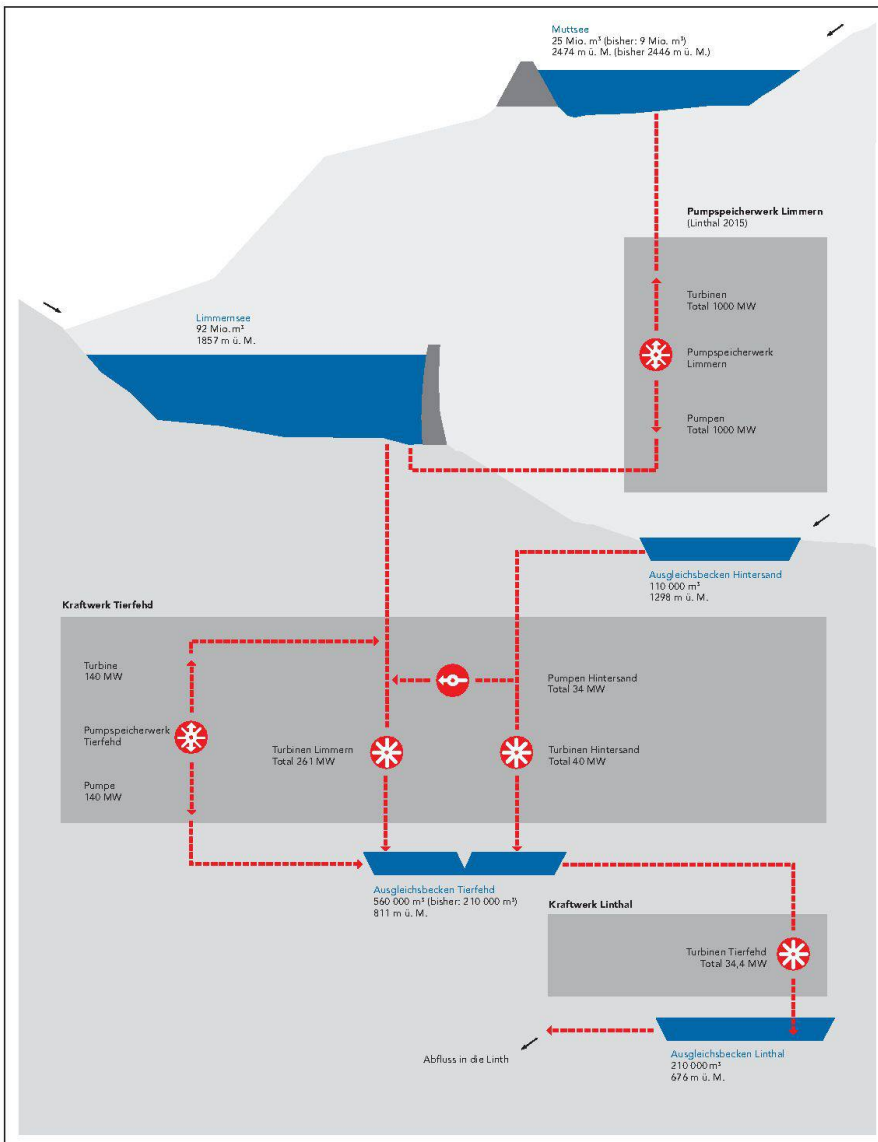 Muttsee
25 Mio. m³ (bisher: 9 Mio. m³)
2474 m ü. M. (bisher 2446 m ü. M.)
Pumpspeicherwerk Limmern
(Linthal 2015)
Turbinen
Total 1000 MW
Pumpspeicherwerk
Limmern
Pumpen
Total 1000 MW
Limmernsee
92 Mio. m³
1857 m ü. M.
Ausgleichsbecken Hintersand
110 000 m³
1298 m ü. M.
Kraftwerk Tierfehd
Turbine
140 MW
Pumpspeicherwerk
Tierfehd
Pumpe
140 MW
Pumpen Hintersand
Total 34 MW
Turbinen Limmern
Total 261 MW
Turbinen Hintersand
Total 40 MW
Ausgleichsbecken Tierfehd
560 000 m³ (bisher: 210 000 m³)
811 m ü. M.
Kraftwerk Linthal
Turbinen Tierfehd
Total 34,4 MW
Abfluss in die Linth
Ausgleichsbecken Linthal
210 000 m³
676 m ü. M.